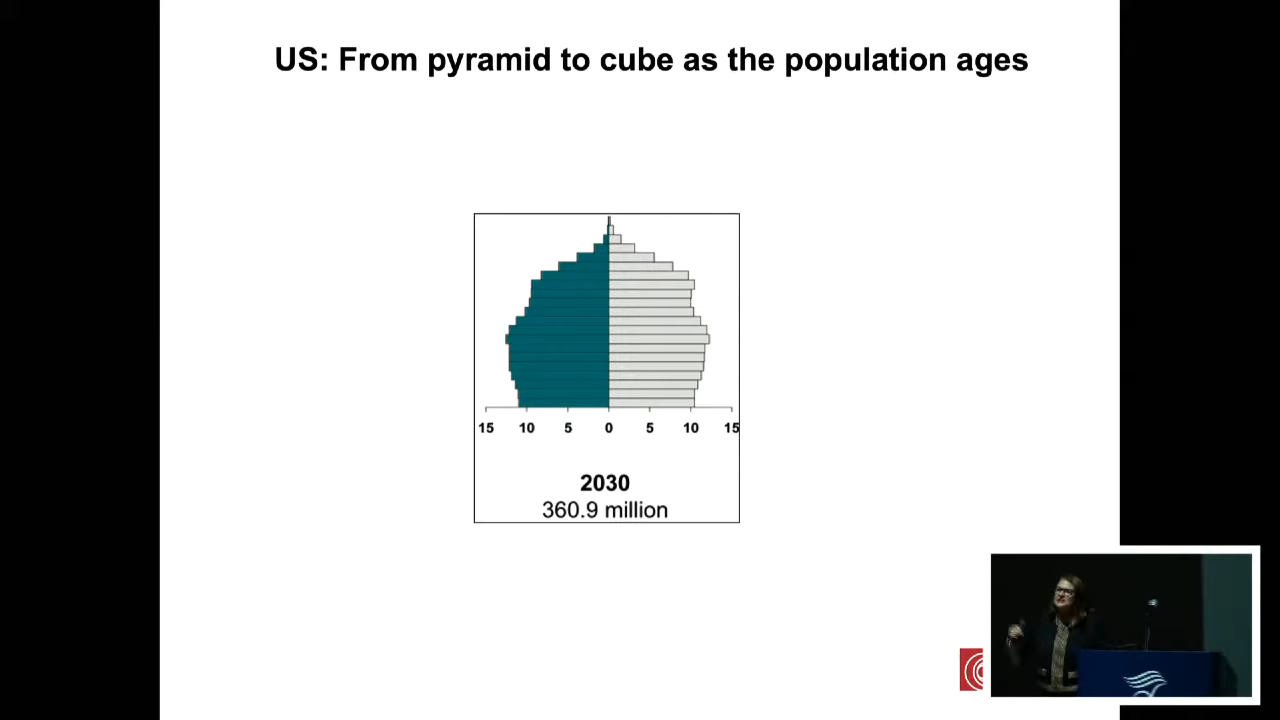 US: From pyramid to cube as the population ages
15 10 5 0 5 10 15
2030
360.9 million